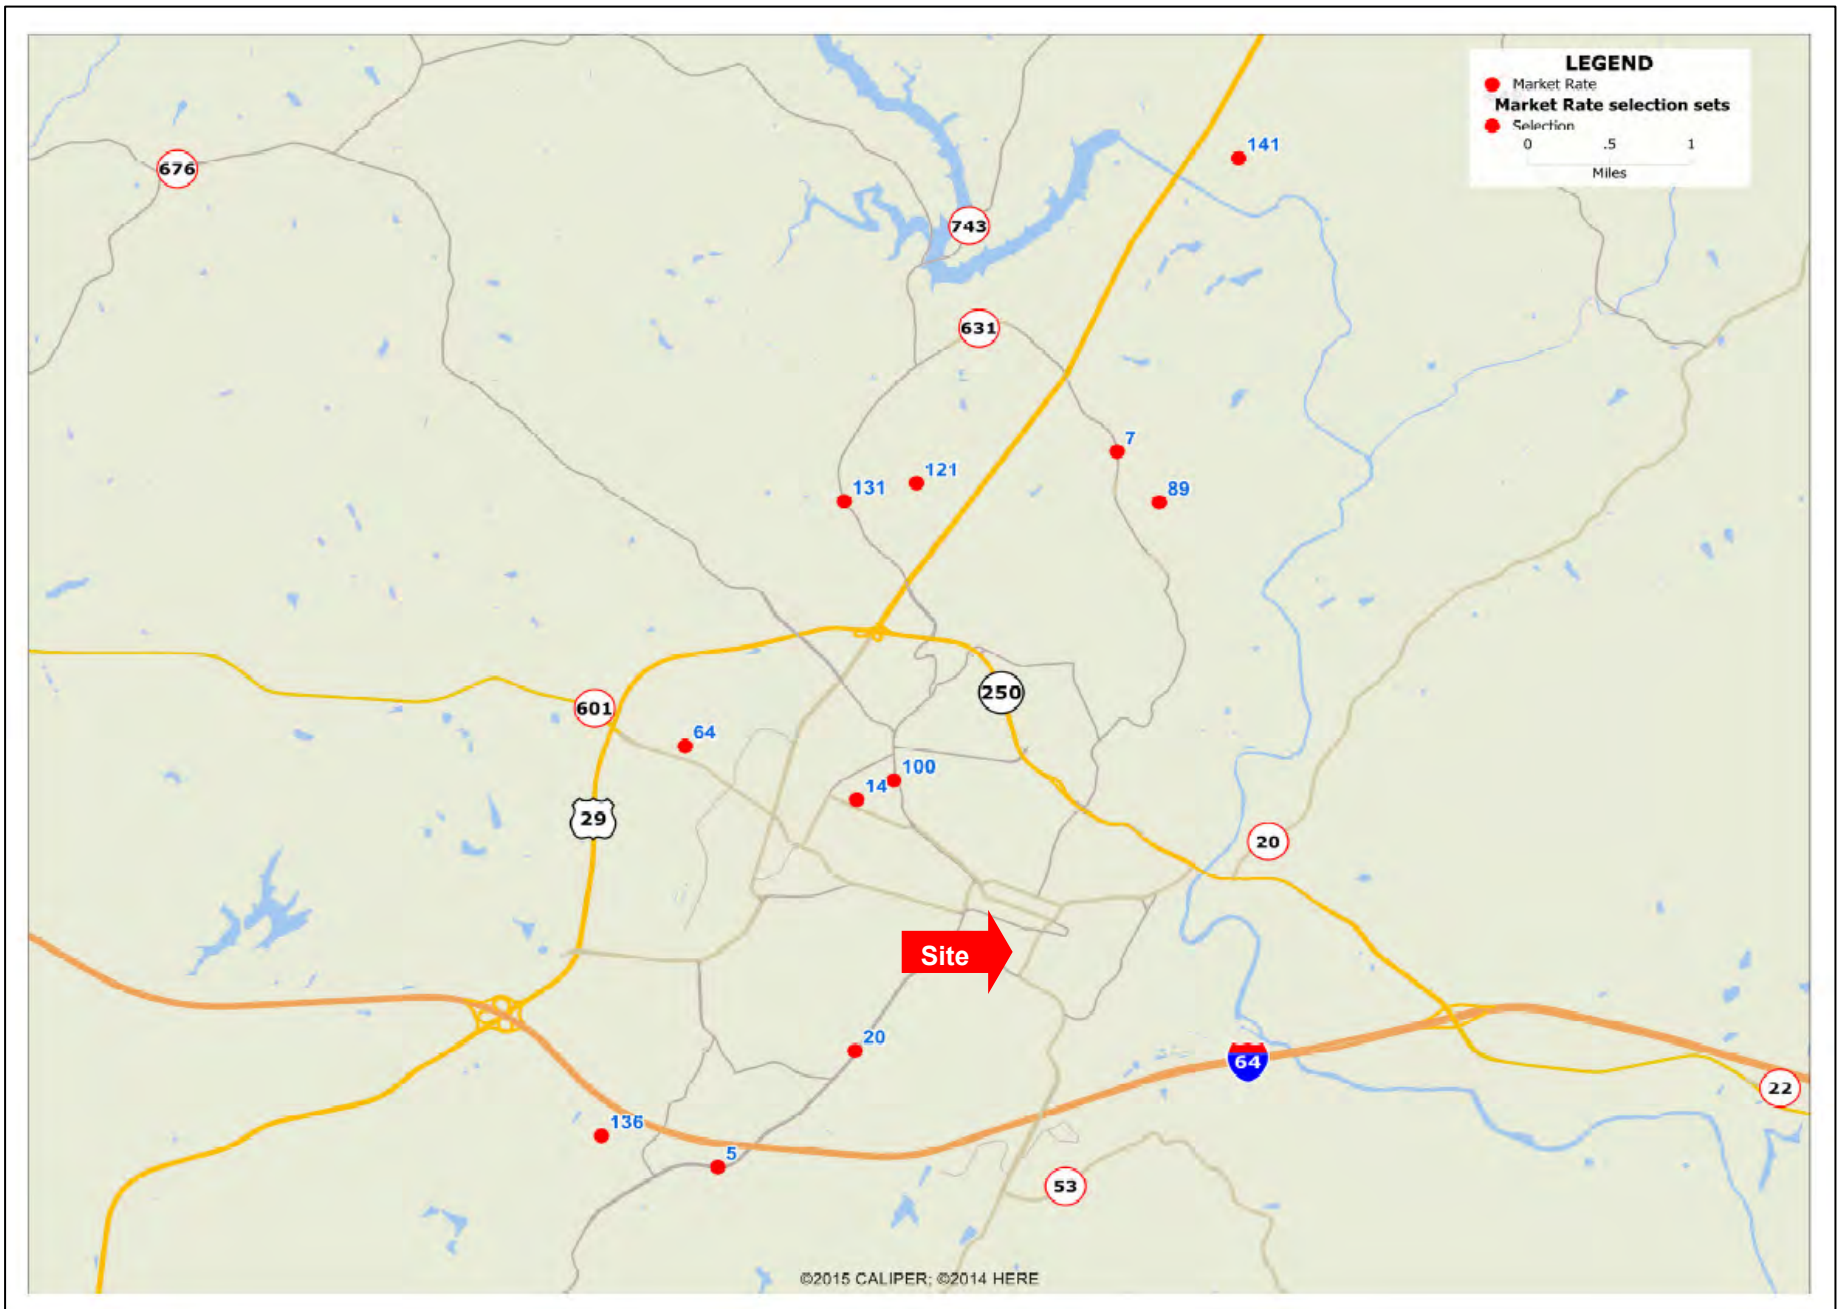 LEGEND
Market Rate
Market Rate selection sets
Selection
0 .5 1
Miles
141
676
743
631
7
121
131
89
250
601
64
100
14
29
20
Site
20
64
22
136
5
53
©2015 CALIPER; ©2014 HERE